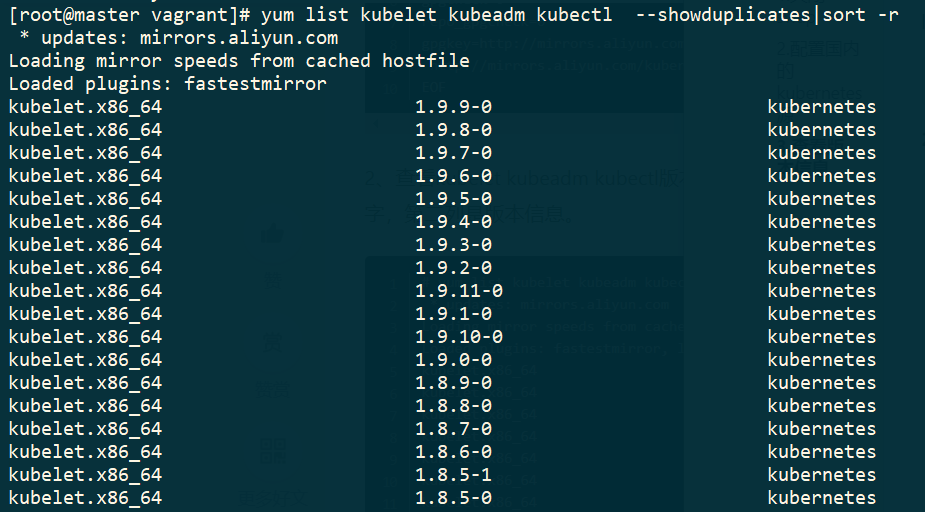 [root@master vagrant]# yum list kubelet kubeadm kubectl  --showduplicates|sort -r
 * updates: mirrors.aliyun.com
Loading mirror speeds from cached hostfile
Loaded plugins: fastestmirror
kubelet.x86_64 1.9.9-0 kubernetes
kubelet.x86_64 1.9.8-0 kubernetes
kubelet.x86_64 1.9.7-0 kubernetes
kubelet.x86_64 1.9.6-0 kubernetes
kubelet.x86_64 1.9.5-0 kubernetes
kubelet.x86_64 1.9.4-0 kubernetes
kubelet.x86_64 1.9.3-0 kubernetes
kubelet.x86_64 1.9.2-0 kubernetes
kubelet.x86_64 1.9.11-0 kubernetes
kubelet.x86_64 1.9.1-0 kubernetes
kubelet.x86_64 1.9.10-0 kubernetes
kubelet.x86_64 1.9.0-0 kubernetes
kubelet.x86_64 1.8.9-0 kubernetes
kubelet.x86_64 1.8.8-0 kubernetes
kubelet.x86_64 1.8.7-0 kubernetes
kubelet.x86_64 1.8.6-0 kubernetes
kubelet.x86_64 1.8.5-1 kubernetes
kubelet.x86_64 1.8.5-0 kubernetes